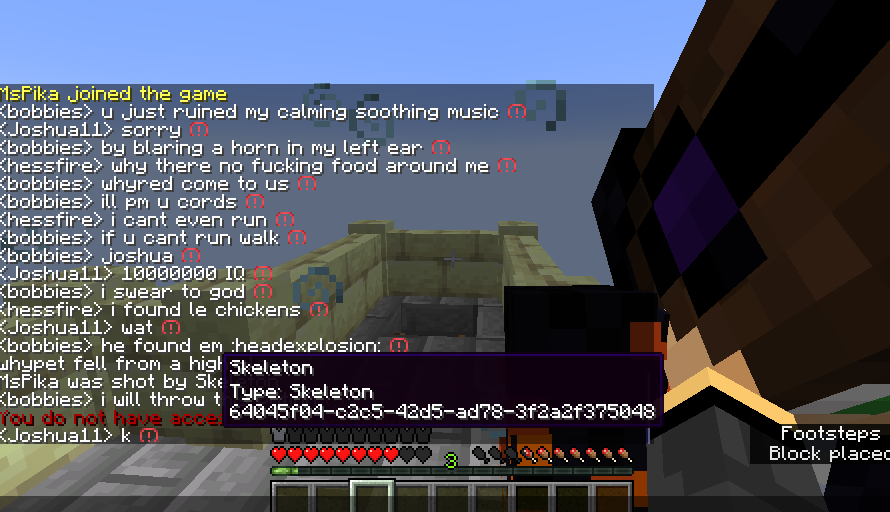 MsPika joined the game
<bobbies> u just ruined my calming soothing music (!)
<Joshua11> sorry (!)
<bobbies> by blaring a horn in my left ear (!)
<hessfire> why there no fucking food around me (!)
<bobbies> whyred come to us (!)
<bobbies> ill pm u cords (!)
<hessfire> i cant even run (!)
<bobbies> if u cant run walk (!)
<bobbies> joshua (!)
<Joshua11> 10000000 IQ (!)
<bobbies> i swear to god (!)
<hessfire> i found le chickens (!)
<Joshua11> wat (!)
<bobbies> he found em :headexplosion: (!)
whypet fell from a high
MsPika was shot by Ske
<bobbies> i will throw t
You do not have acce
<Joshua11> k (!)
Skeleton
Type: Skeleton
64045f04-c2c5-42d5-ad78-3f2a2f375048
8
Footsteps
Block placed